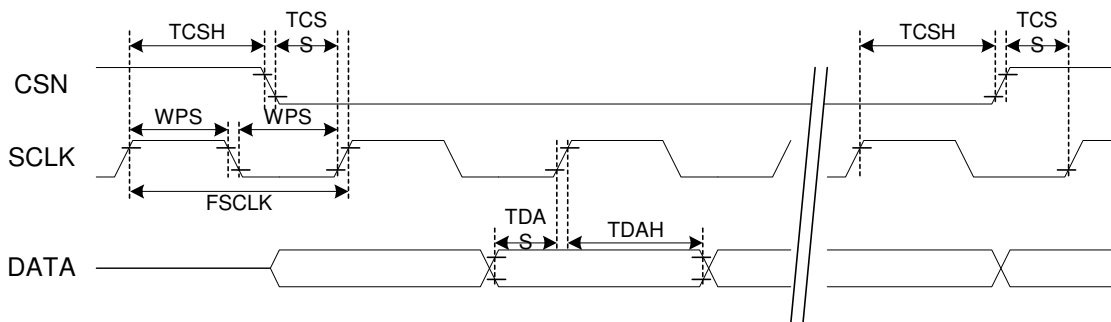 TCSH
TCS
S
TCSH
TCS
S
CSN
WPS
WPS
SCLK
FSCLK
TDA
S
TDAH
DATA